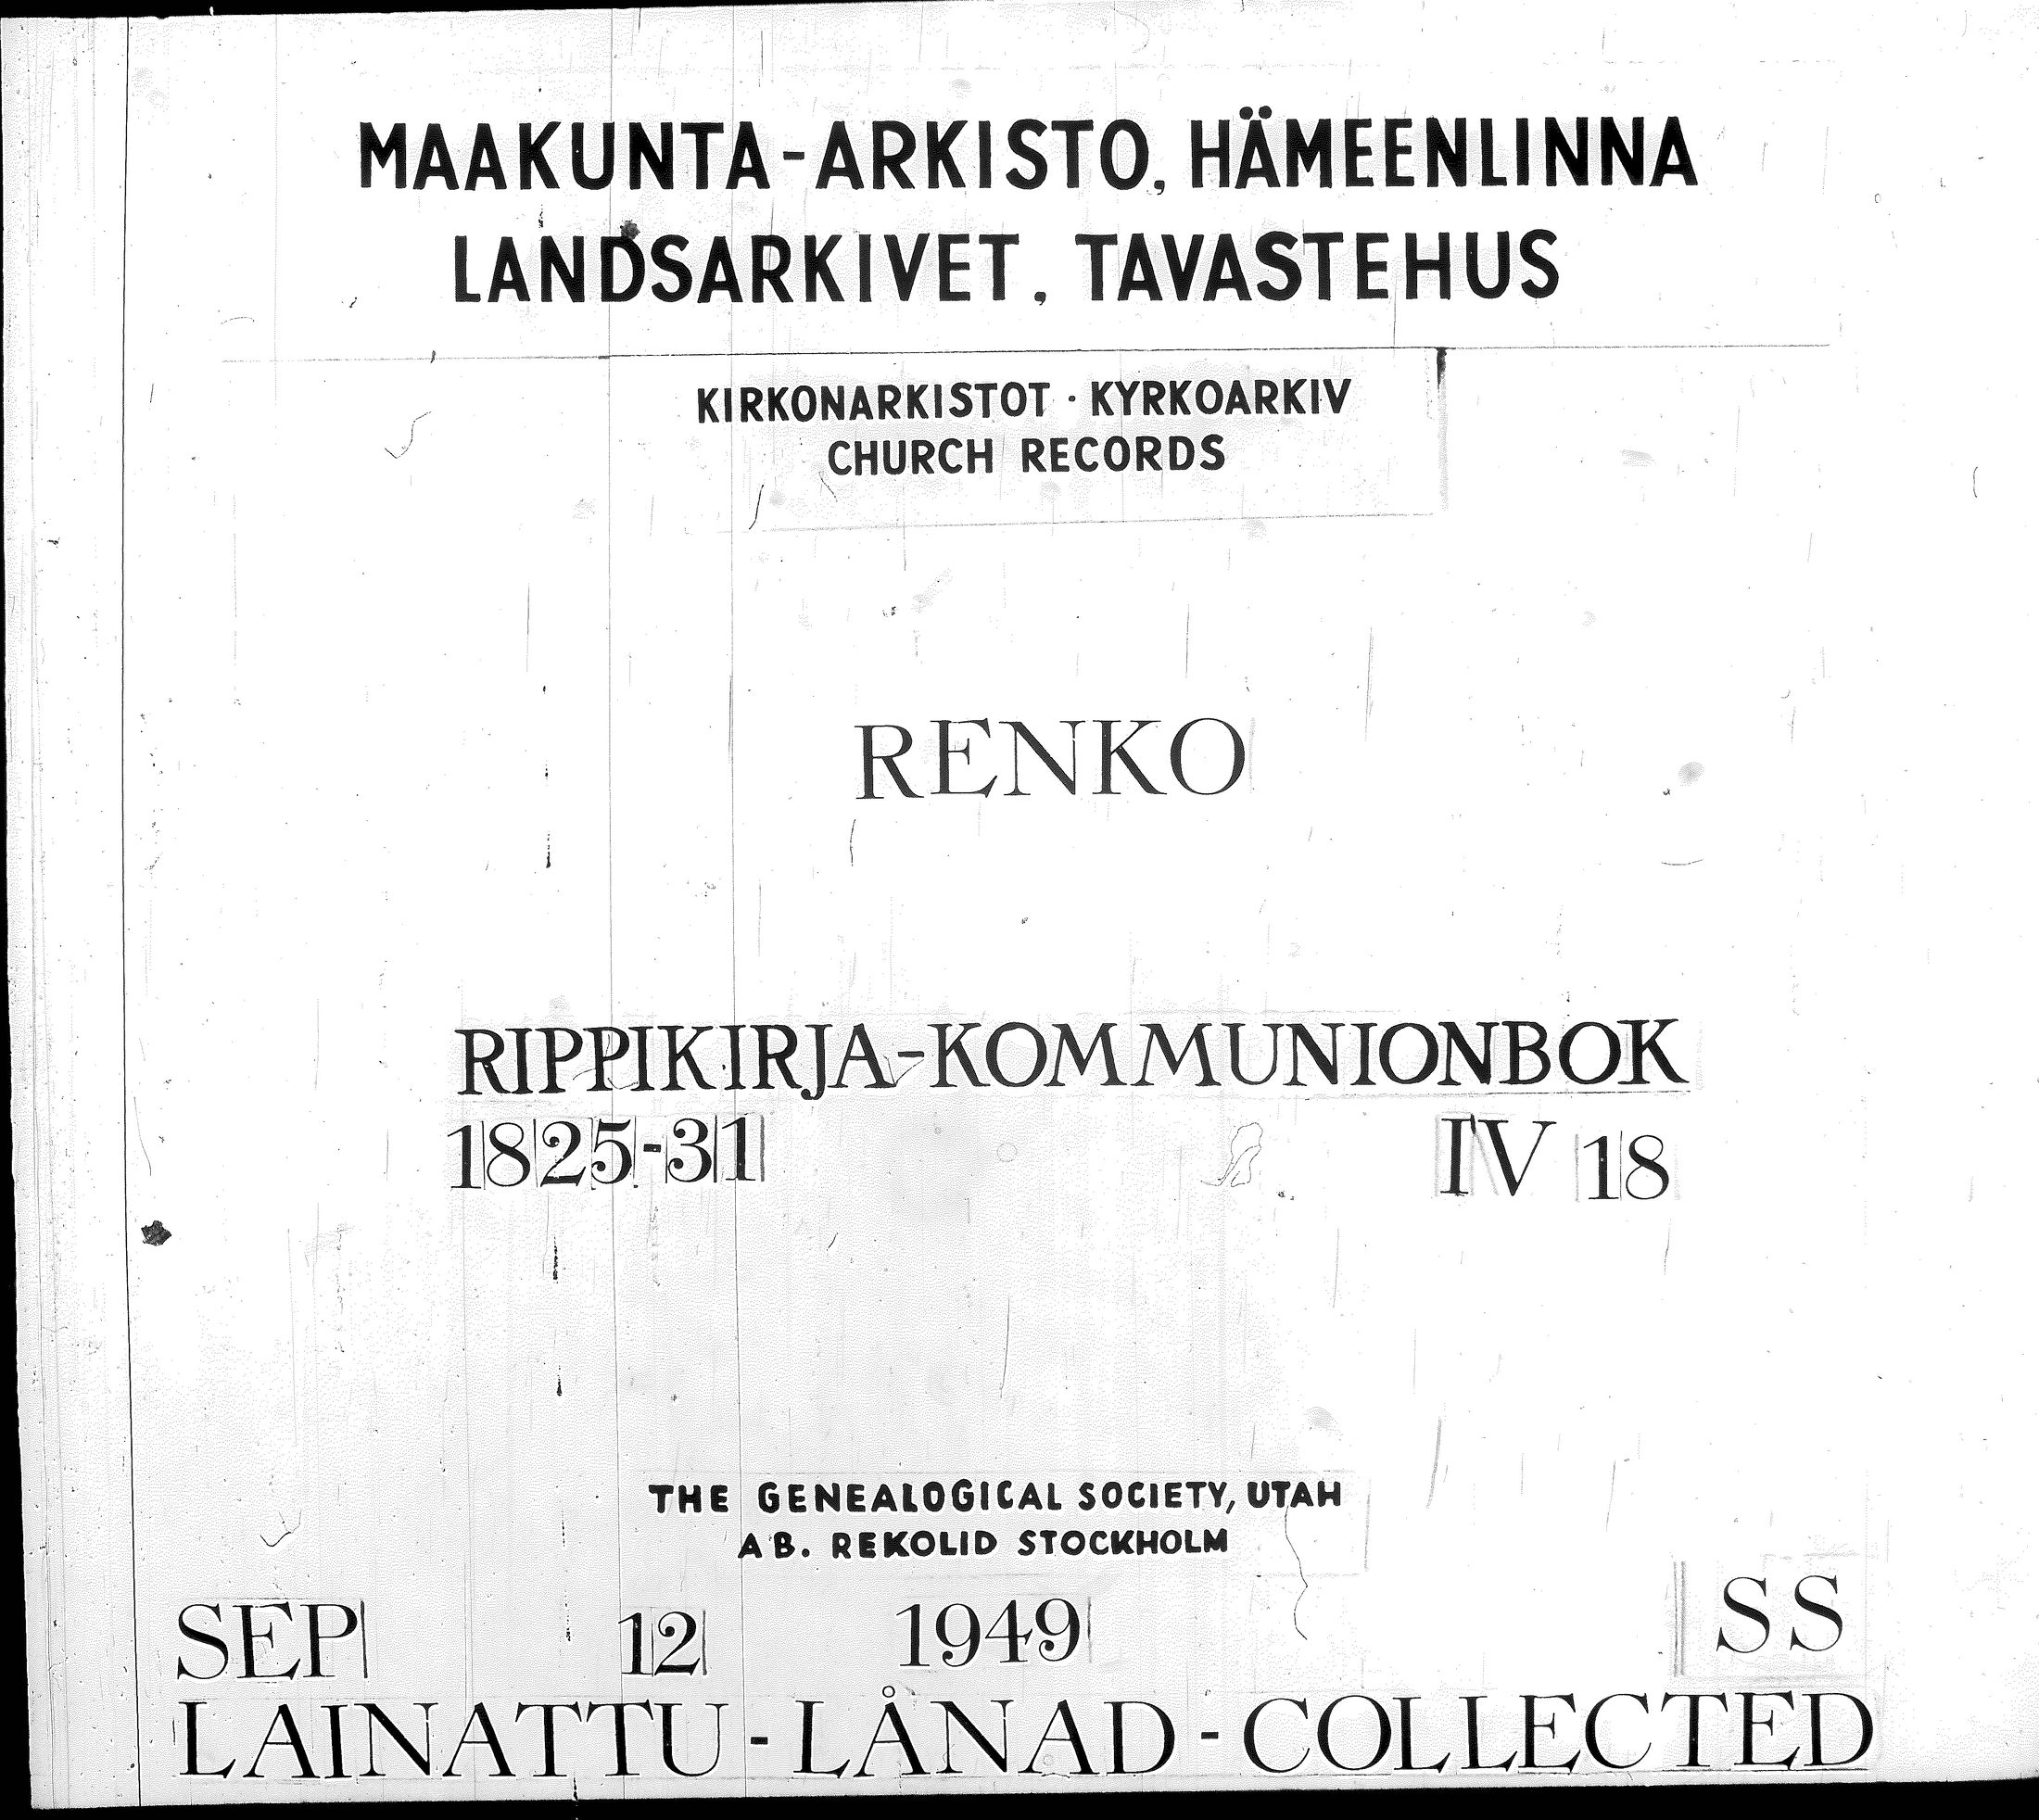 MAAKUNTA-ARKISTO, HÄMEENLINNA
LANDSARKIVET, TAVASTEHUS
KIRKONARKISTOT · KYRKOARKIV
CHURCH RECORDS
RENKO
RIPPIKIRJA-KOMMUNIONBOK
1825-31 IV 18
THE GENEALOGICAL SOCIETY, UTAH
AB. REKOLID STOCKHOLM
SEP 12 1949 SS
LAINATTU-LÅNAD-COLLECTED